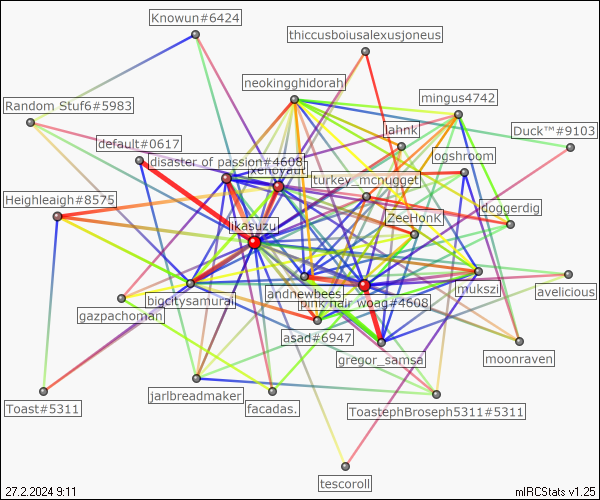 Knowun#6424
thiccusboiusalexusjoneus
neokingghidorah
mingus4742
Random Stuf6#5983
lahnk
Duck™#9103
default#0617
disaster of passion#4608
logshroom
xenoyaut
turkey_mcnugget
Heighleaigh#8575
doggerdig
ZeeHonk
ikasuzu
andnewbees
imukszi
avelicious
bigcitysamurai
pink hair woag#4608
gazpachoman
asad#6947
gregor_samsa
moonraven
jarlbreadmaker
Toast#5311
facadas.
ToastephBroseph5311#5311
tescoroll
27.2.2024 9:11
mIRCStats v1.25